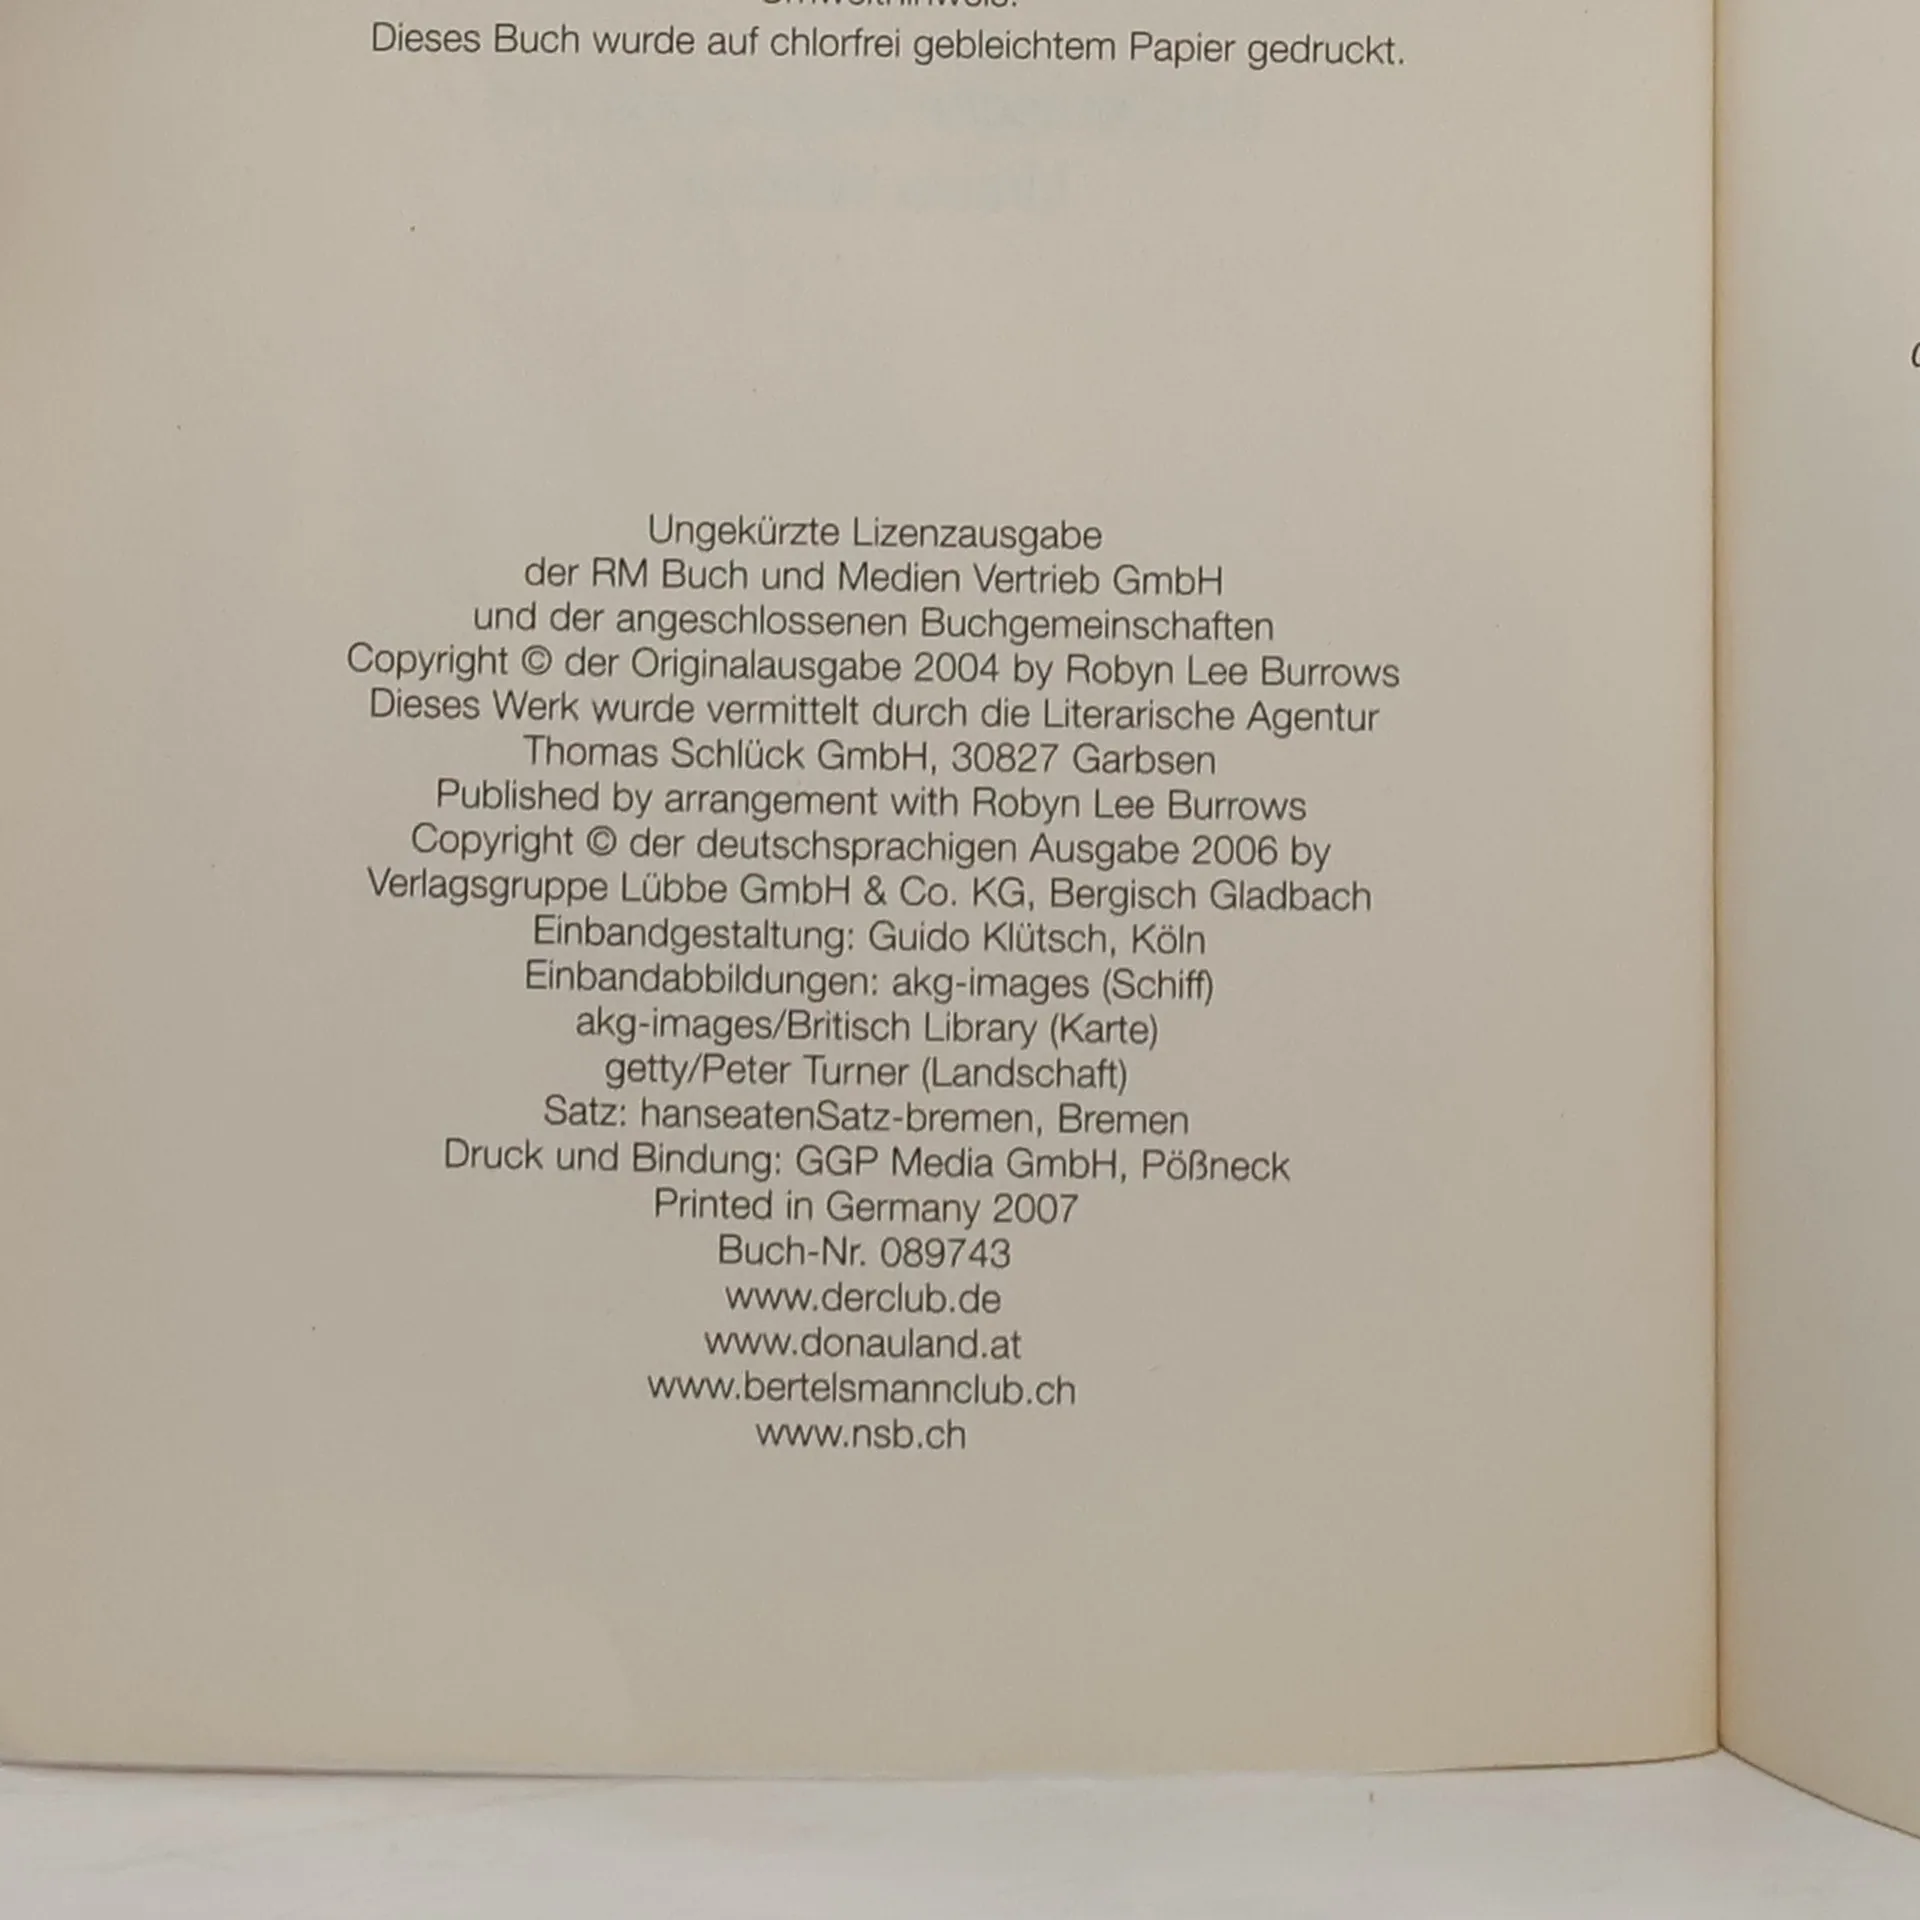 Umwelthinweis:
Dieses Buch wurde auf chlorfrei gebleichtem Papier gedruckt.
Ungekürzte Lizenzausgabe
der RM Buch und Medien Vertrieb GmbH
und der angeschlossenen Buchgemeinschaften
Copyright © der Originalausgabe 2004 by Robyn Lee Burrows
Dieses Werk wurde vermittelt durch die Literarische Agentur
Thomas Schlück GmbH, 30827 Garbsen
Published by arrangement with Robyn Lee Burrows
Copyright © der deutschsprachigen Ausgabe 2006 by
Verlagsgruppe Lübbe GmbH & Co. KG, Bergisch Gladbach
Einbandgestaltung: Guido Klütsch, Köln
Einbandabbildungen: akg-images (Schiff)
akg-images/Britisch Library (Karte)
getty/Peter Turner (Landschaft)
Satz: hanseatenSatz-bremen, Bremen
Druck und Bindung: GGP Media GmbH, Pößneck
Printed in Germany 2007
Buch-Nr. 089743
www.derclub.de
www.donauland.at
www.bertelsmannclub.ch
www.nsb.ch